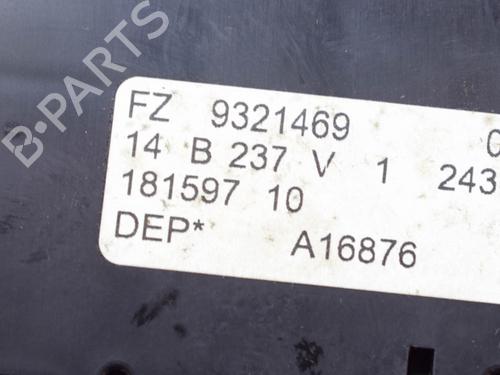 B-PARTS
FZ 9321469
14 B 237 V 1 243
181597 10
DEP* A16876